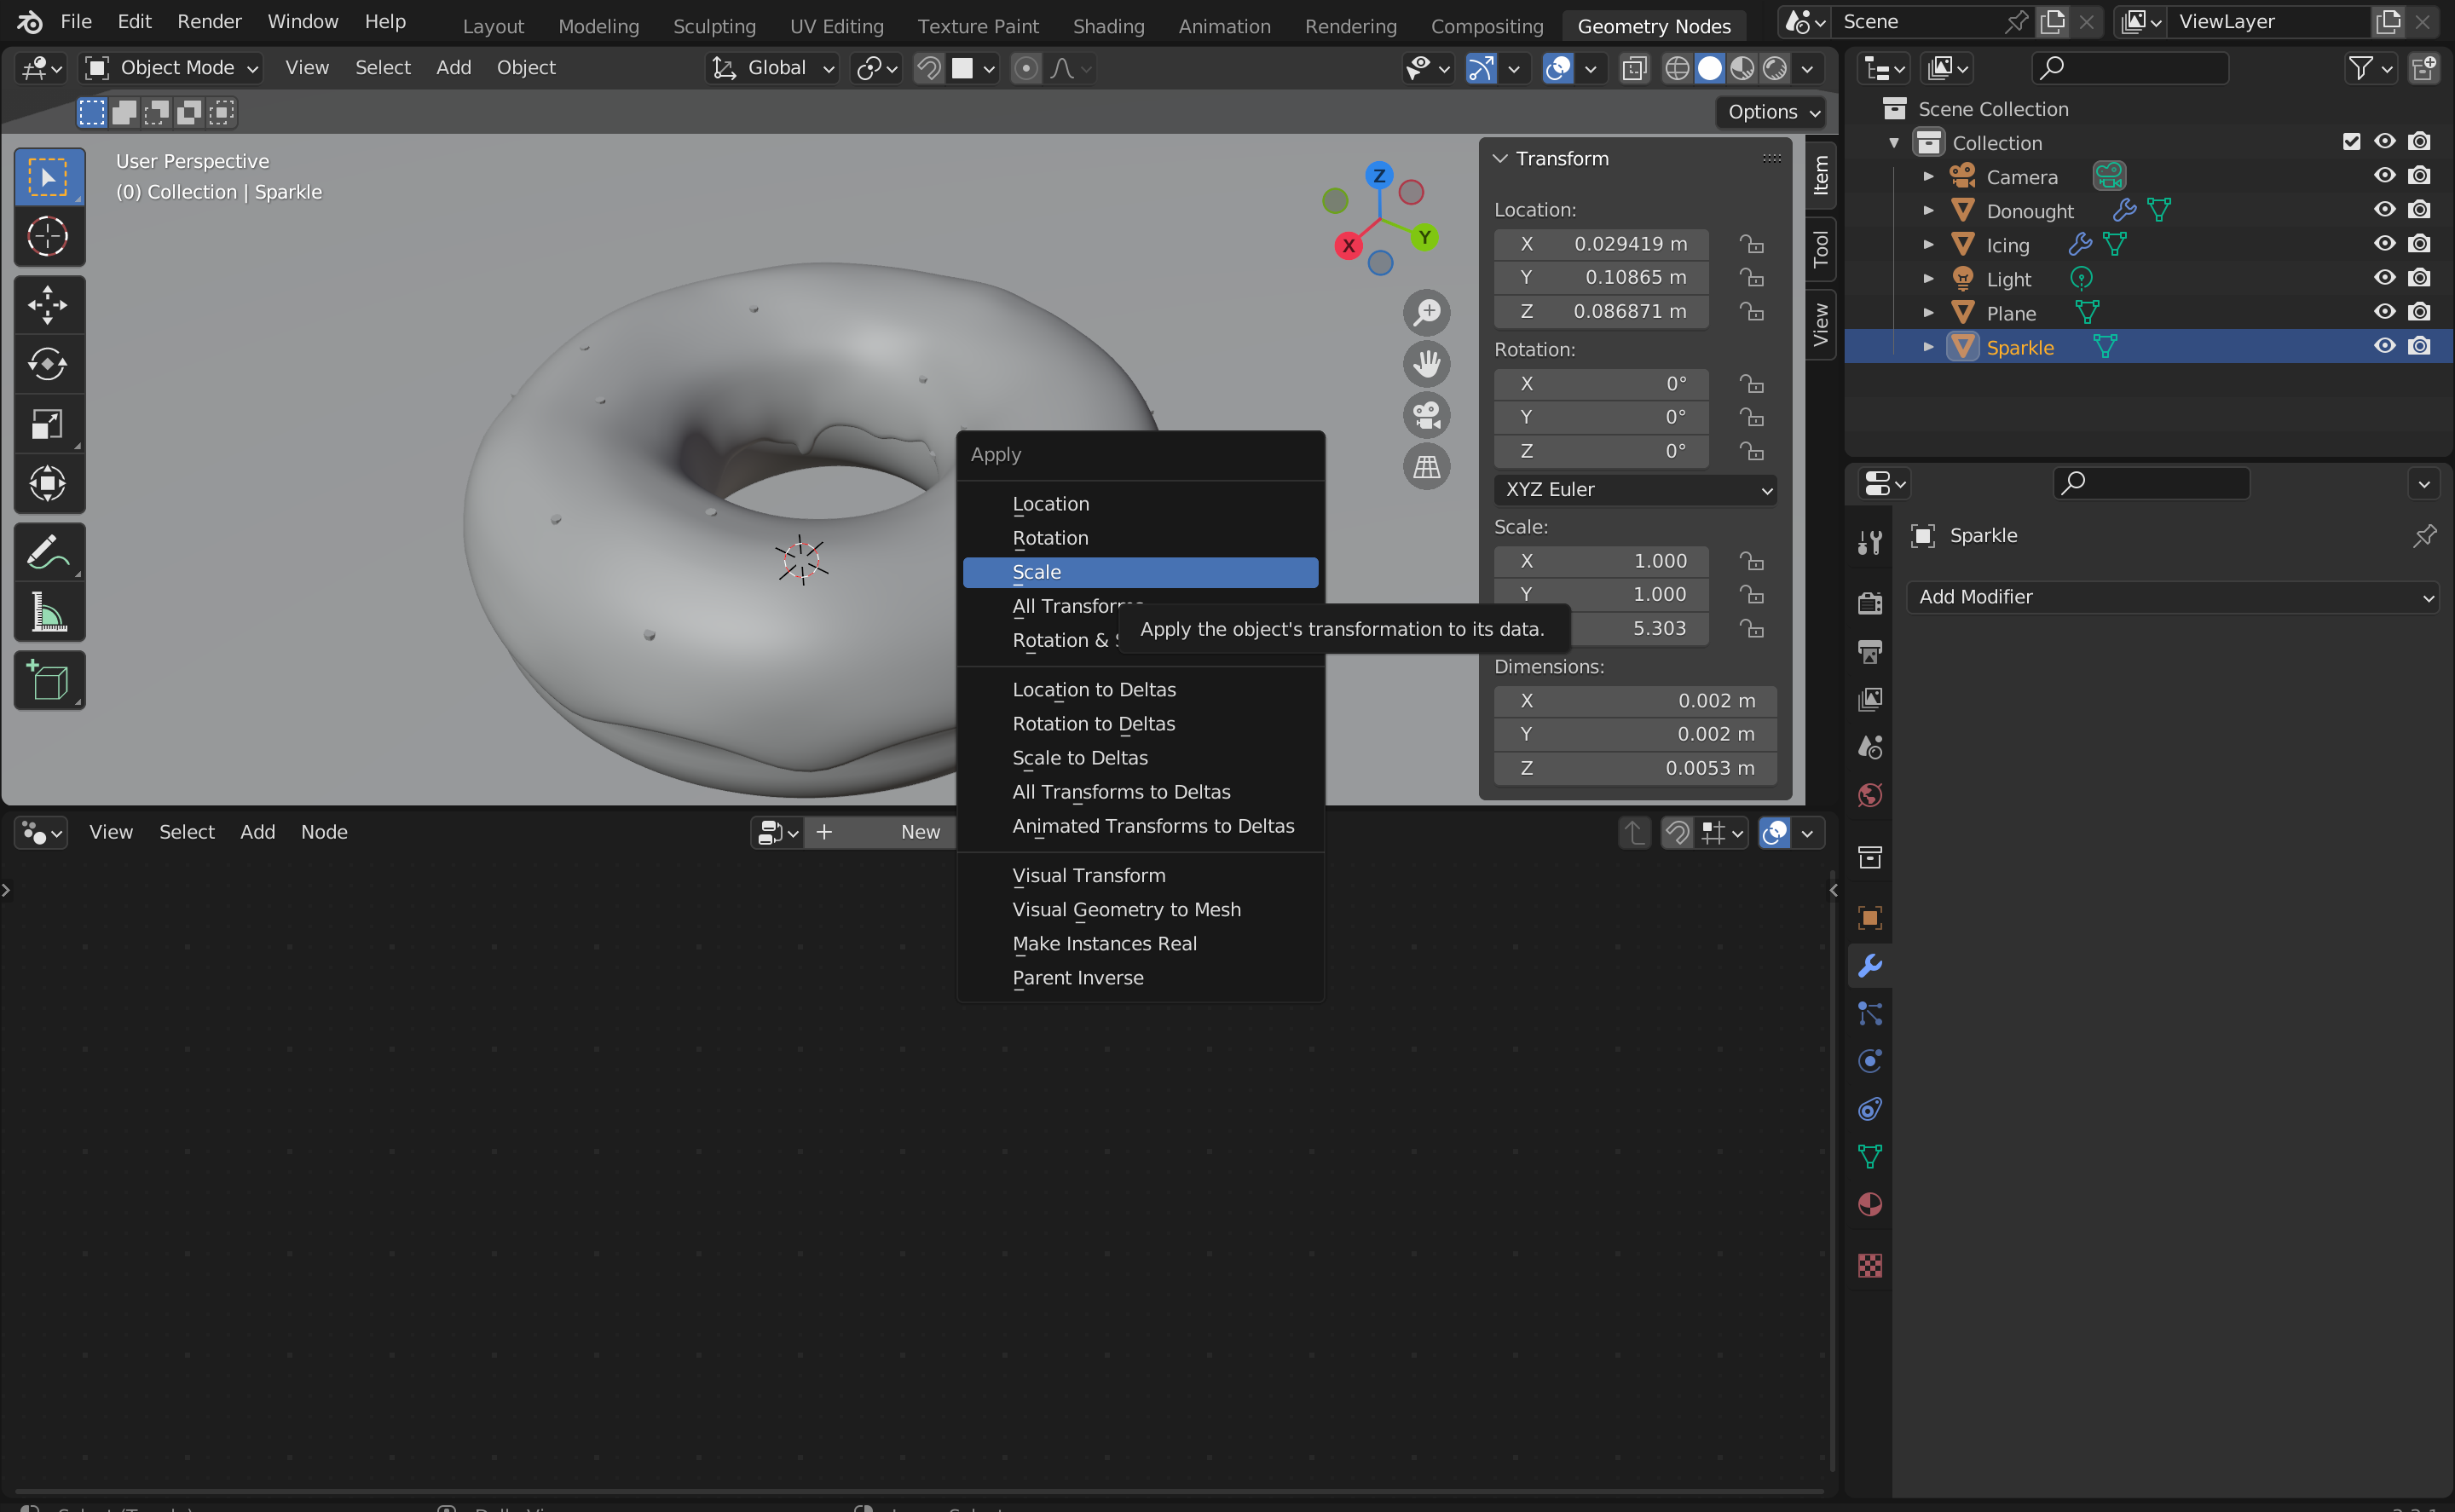 File Edit Render Window Help Layout Modeling Sculpting UV Editing Texture Paint Shading Animation Rendering Compositing Geometry Nodes Scene ViewLayer
Object Mode View Select Add Object Global
Options
User Perspective
(0) Collection | Sparkle
Z
Y
X
Transform
Location:
X 0.029419 m
Y 0.10865 m
Z 0.086871 m
Rotation:
X 0°
Y 0°
Z 0°
XYZ Euler
Scale:
X 1.000
Y 1.000
5.303
Dimensions:
X 0.002 m
Y 0.002 m
Z 0.0053 m
Item
Tool
View
Apply
Location
Rotation
Scale
All Transforms
Rotation &
Apply the object's transformation to its data.
Location to Deltas
Rotation to Deltas
Scale to Deltas
All Transforms to Deltas
Animated Transforms to Deltas
Visual Transform
Visual Geometry to Mesh
Make Instances Real
Parent Inverse
View Select Add Node New
Scene Collection
Collection
Camera
Donought
Icing
Light
Plane
Sparkle
Sparkle
Add Modifier